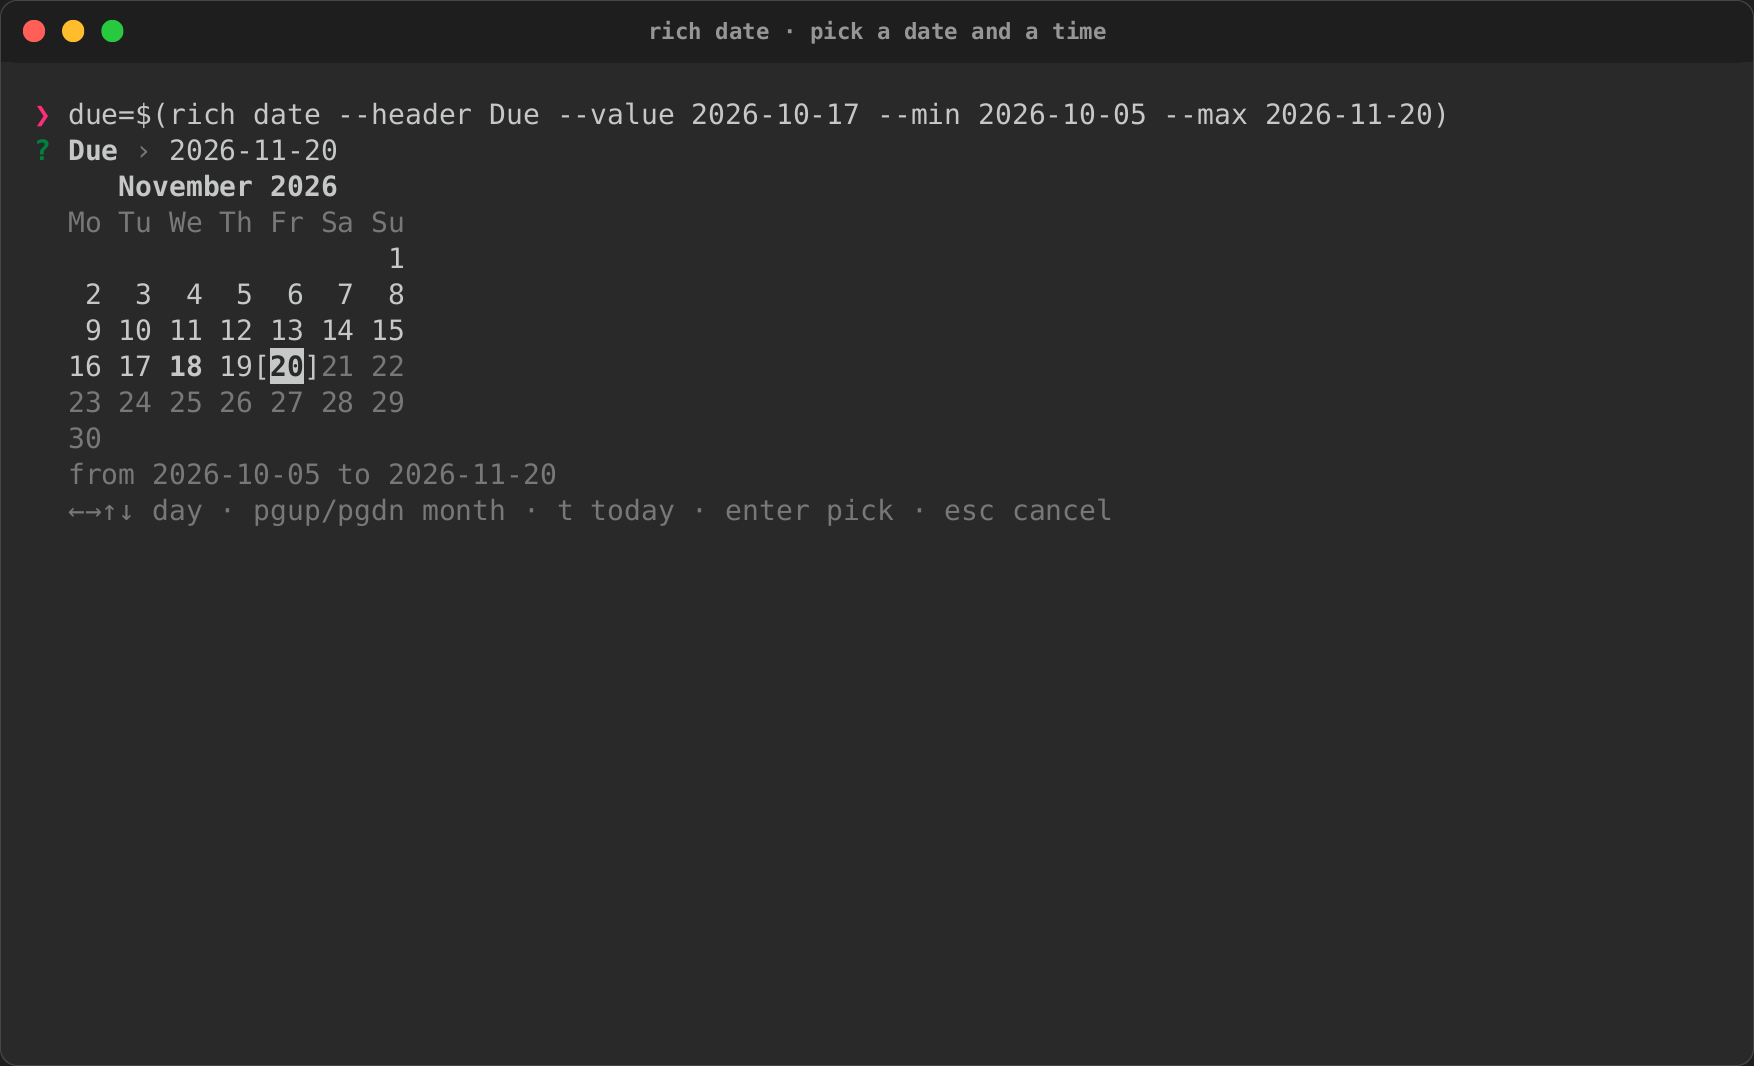 rich date · pick a date and a time
❯ due=$(rich date --header Due --value 2026-10-17 --min 2026-10-05 --max 2026-11-20)
? Due › 2026-11-20
November 2026
Mo Tu We Th Fr Sa Su
1
2 3 4 5 6 7 8
9 10 11 12 13 14 15
16 17 18 19[20]21 22
23 24 25 26 27 28 29
30
from 2026-10-05 to 2026-11-20
←→↑↓ day · pgup/pgdn month · t today · enter pick · esc cancel